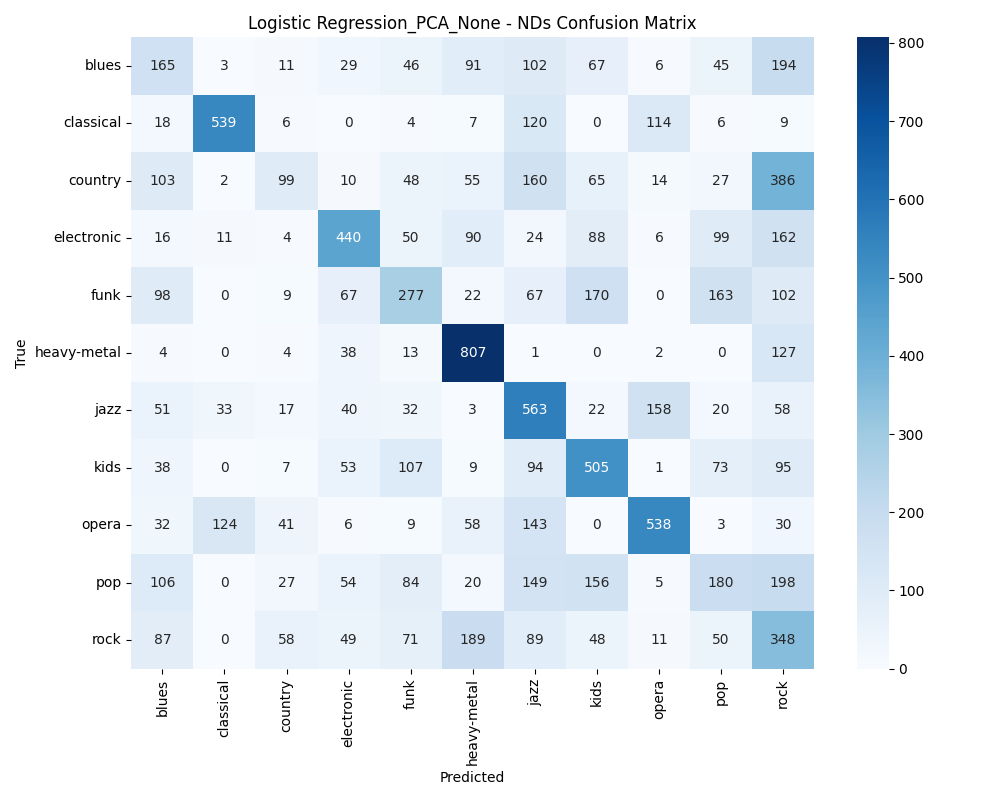 Logistic Regression_PCA_None - NDs Confusion Matrix
blues 165 3 11 29 46 91 102 67 6 45 194
classical 18 539 6 0 4 7 120 0 114 6 9
country 103 2 99 10 48 55 160 65 14 27 386
electronic 16 11 4 440 50 90 24 88 6 99 162
funk 98 0 9 67 277 22 67 170 0 163 102
heavy-metal 4 0 4 38 13 807 1 0 2 0 127
jazz 51 33 17 40 32 3 563 22 158 20 58
kids 38 0 7 53 107 9 94 505 1 73 95
opera 32 124 41 6 9 58 143 0 538 3 30
pop 106 0 27 54 84 20 149 156 5 180 198
rock 87 0 58 49 71 189 89 48 11 50 348
True
blues classical country electronic funk heavy-metal jazz kids opera pop rock
Predicted
800
700
600
500
400
300
200
100
0